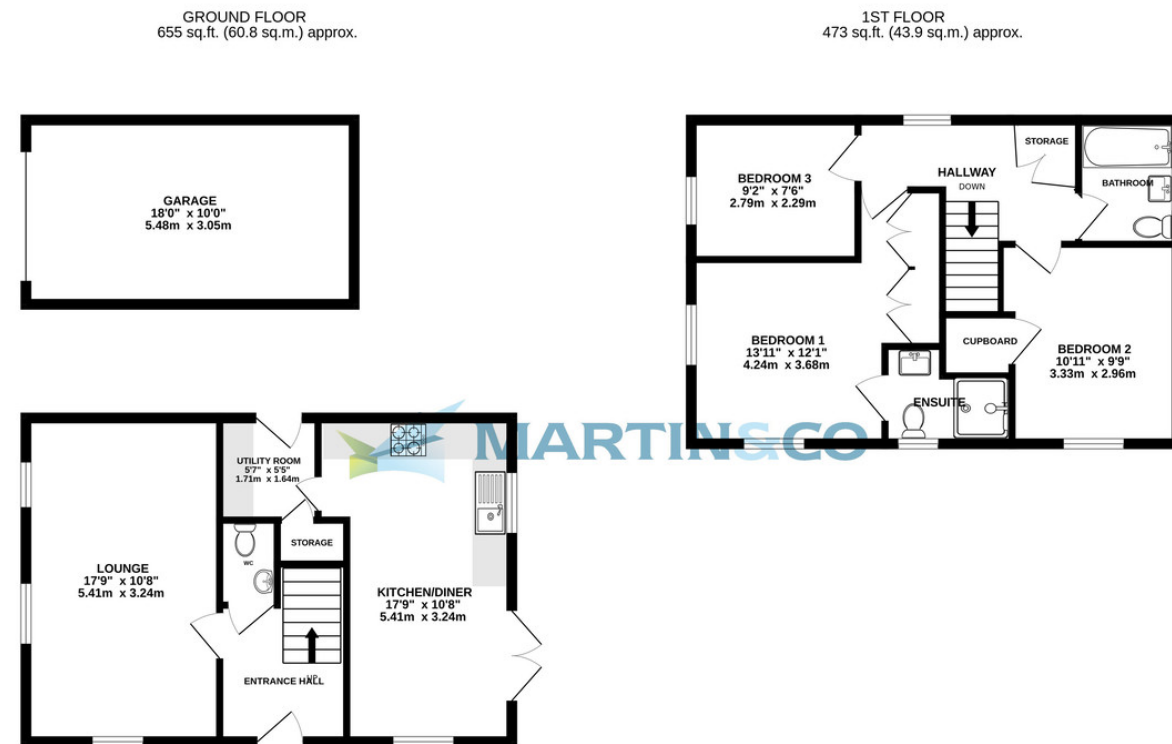 GROUND FLOOR
655 sq.ft. (60.8 sq.m.) approx.
1ST FLOOR
473 sq.ft. (43.9 sq.m.) approx.
GARAGE
18'0" x 10'0"
5.48m x 3.05m
BEDROOM 3
9'2" x 7'6"
2.79m x 2.29m
HALLWAY
DOWN
STORAGE
BATHROOM
BEDROOM 1
13'11" x 12'1"
4.24m x 3.68m
CUPBOARD
BEDROOM 2
10'11" x 9'9"
3.33m x 2.96m
ENSUITE
MARTIN&CO
UTILITY ROOM
5'7" x 5'5"
1.71m x 1.64m
STORAGE
WC
LOUNGE
17'9" x 10'8"
5.41m x 3.24m
KITCHEN/DINER
17'9" x 10'8"
5.41m x 3.24m
ENTRANCE HALL
UP